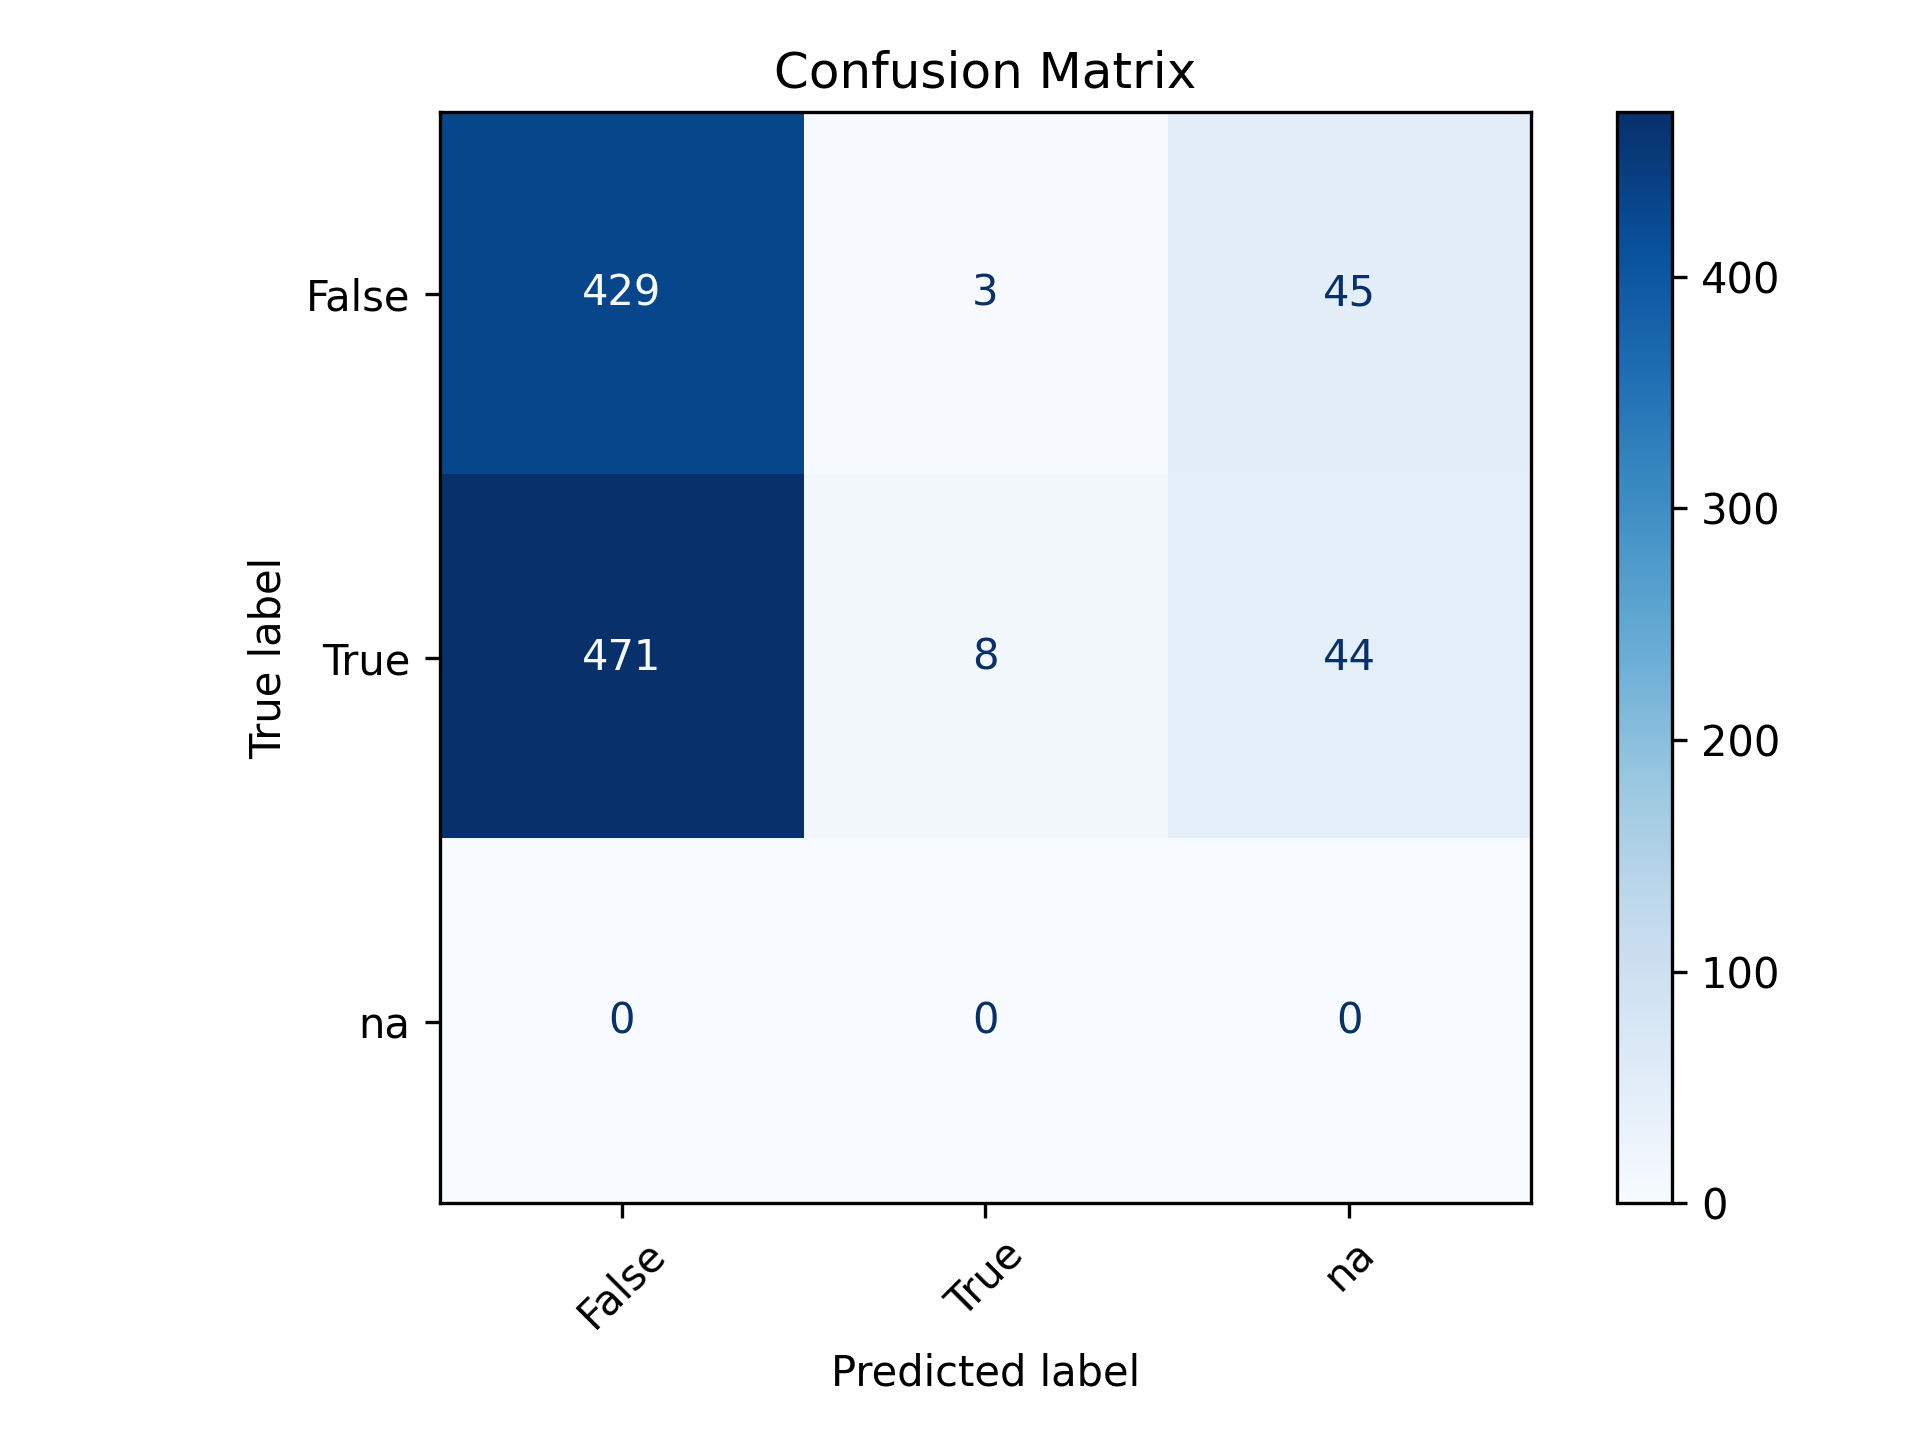 Confusion Matrix
False 429 3 45 400
300
True label True 471 8 44 200
100
na 0 0 0
0
False True na
Predicted label